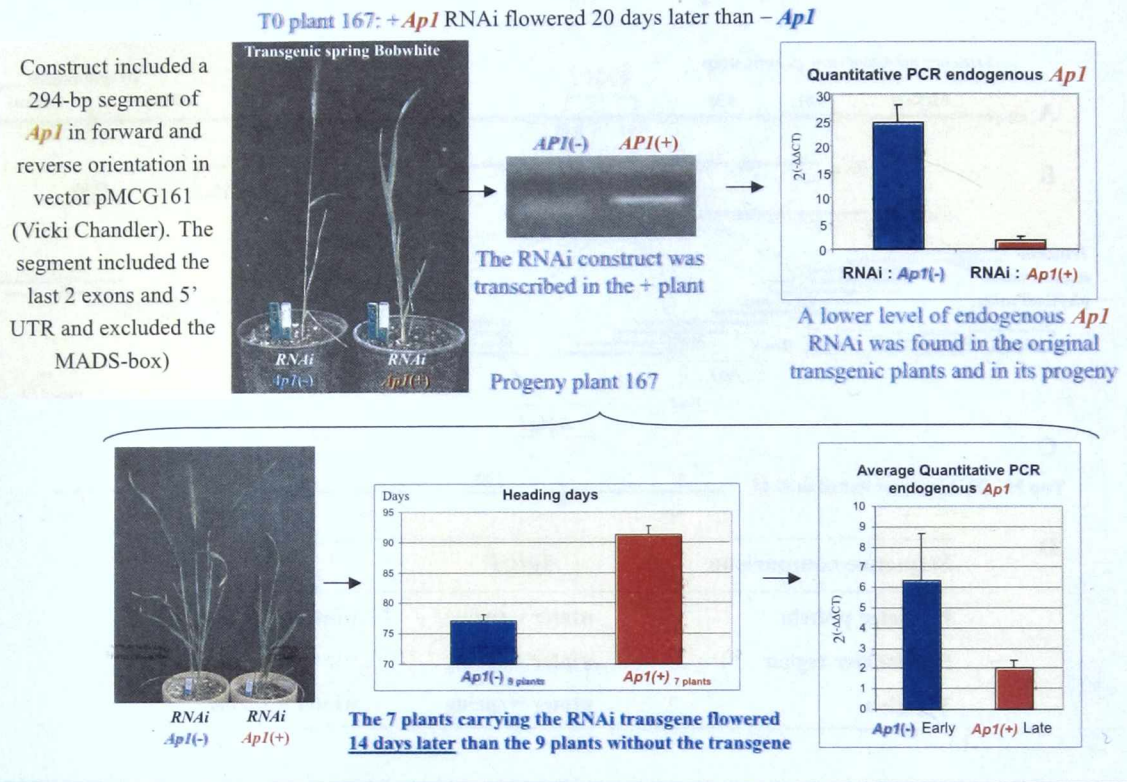 T0 plant 167: + Ap1 RNAi flowered 20 days later than – Ap1
Construct included a
294-bp segment of
Ap1 in forward and
reverse orientation in
vector pMCG161
(Vicki Chandler). The
segment included the
last 2 exons and 5’
UTR and excluded the
MADS-box)
Transgenic spring Bobwhite
RNAi RNAi
Ap1(-) Ap1(+)
AP1(-) AP1(+)
The RNAi construct was
transcribed in the + plant
Quantitative PCR endogenous Ap1
2(-ΔΔCT)
30
25
20
15
10
5
0
RNAi : Ap1(-) RNAi : Ap1(+)
A lower level of endogenous Ap1
RNAi was found in the original
transgenic plants and in its progeny
Progeny plant 167
RNAi RNAi
Ap1(-) Ap1(+)
Days
Heading days
95
90
85
80
75
70
Ap1(-) 9 plants Ap1(+) 7 plants
The 7 plants carrying the RNAi transgene flowered
14 days later than the 9 plants without the transgene
Average Quantitative PCR
endogenous Ap1
2(-ΔΔCT)
10
9
8
7
6
5
4
3
2
1
0
Ap1(-) Early Ap1(+) Late